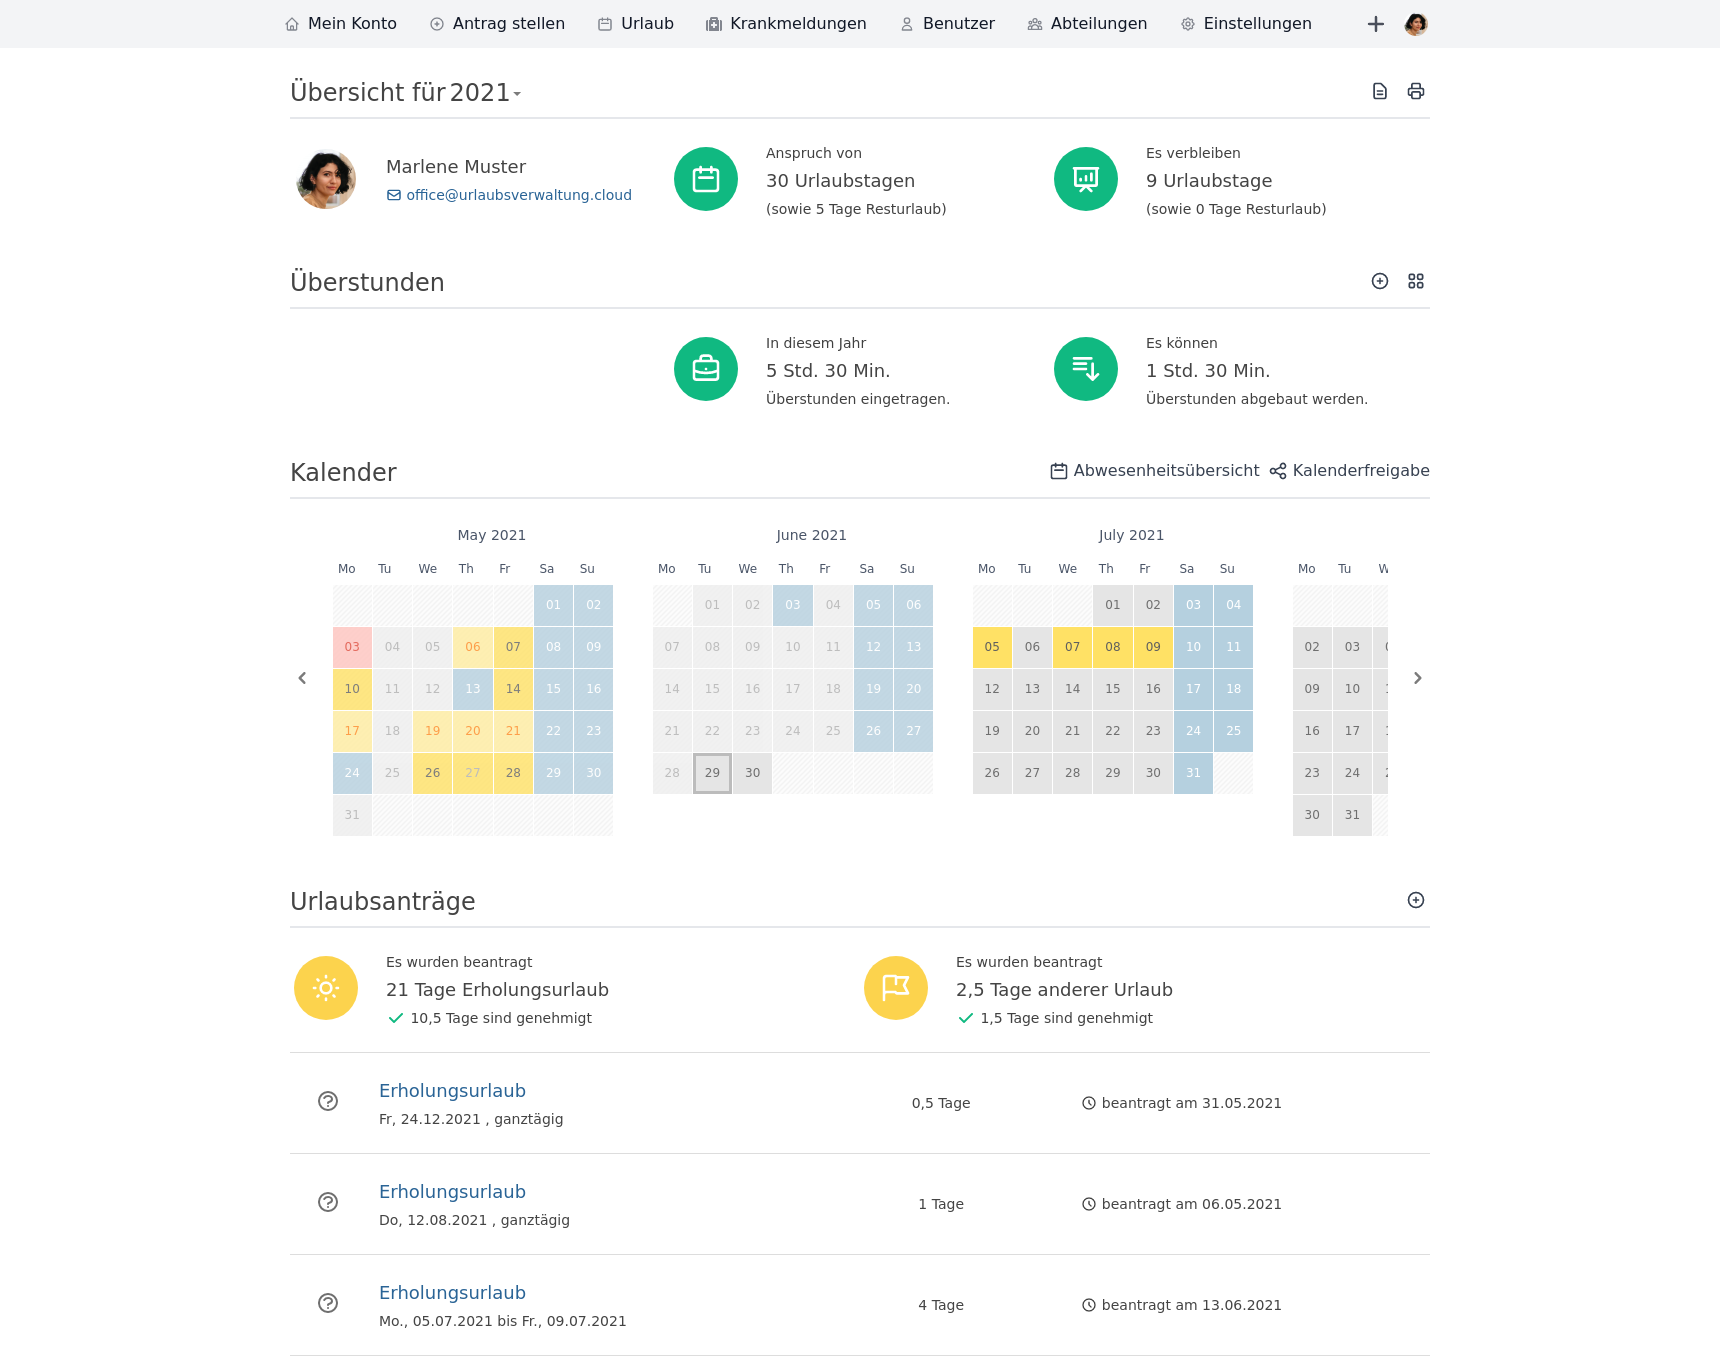 Mein Konto Antrag stellen Urlaub Krankmeldungen Benutzer Abteilungen Einstellungen
Übersicht für 2021
Marlene Muster
office@urlaubsverwaltung.cloud
Anspruch von
30 Urlaubstagen
(sowie 5 Tage Resturlaub)
Es verbleiben
9 Urlaubstage
(sowie 0 Tage Resturlaub)
Überstunden
In diesem Jahr
5 Std. 30 Min.
Überstunden eingetragen.
Es können
1 Std. 30 Min.
Überstunden abgebaut werden.
Kalender
Abwesenheitsübersicht Kalenderfreigabe
May 2021
Mo Tu We Th Fr Sa Su
01 02
03 04 05 06 07 08 09
10 11 12 13 14 15 16
17 18 19 20 21 22 23
24 25 26 27 28 29 30
31
June 2021
Mo Tu We Th Fr Sa Su
01 02 03 04 05 06
07 08 09 10 11 12 13
14 15 16 17 18 19 20
21 22 23 24 25 26 27
28 29 30
July 2021
Mo Tu We Th Fr Sa Su
01 02 03 04
05 06 07 08 09 10 11
12 13 14 15 16 17 18
19 20 21 22 23 24 25
26 27 28 29 30 31
Mo Tu
02 03
09 10
16 17
23 24
30 31
Urlaubsanträge
Es wurden beantragt
21 Tage Erholungsurlaub
10,5 Tage sind genehmigt
Es wurden beantragt
2,5 Tage anderer Urlaub
1,5 Tage sind genehmigt
Erholungsurlaub
Fr, 24.12.2021 , ganztägig
0,5 Tage
beantragt am 31.05.2021
Erholungsurlaub
Do, 12.08.2021 , ganztägig
1 Tage
beantragt am 06.05.2021
Erholungsurlaub
Mo., 05.07.2021 bis Fr., 09.07.2021
4 Tage
beantragt am 13.06.2021